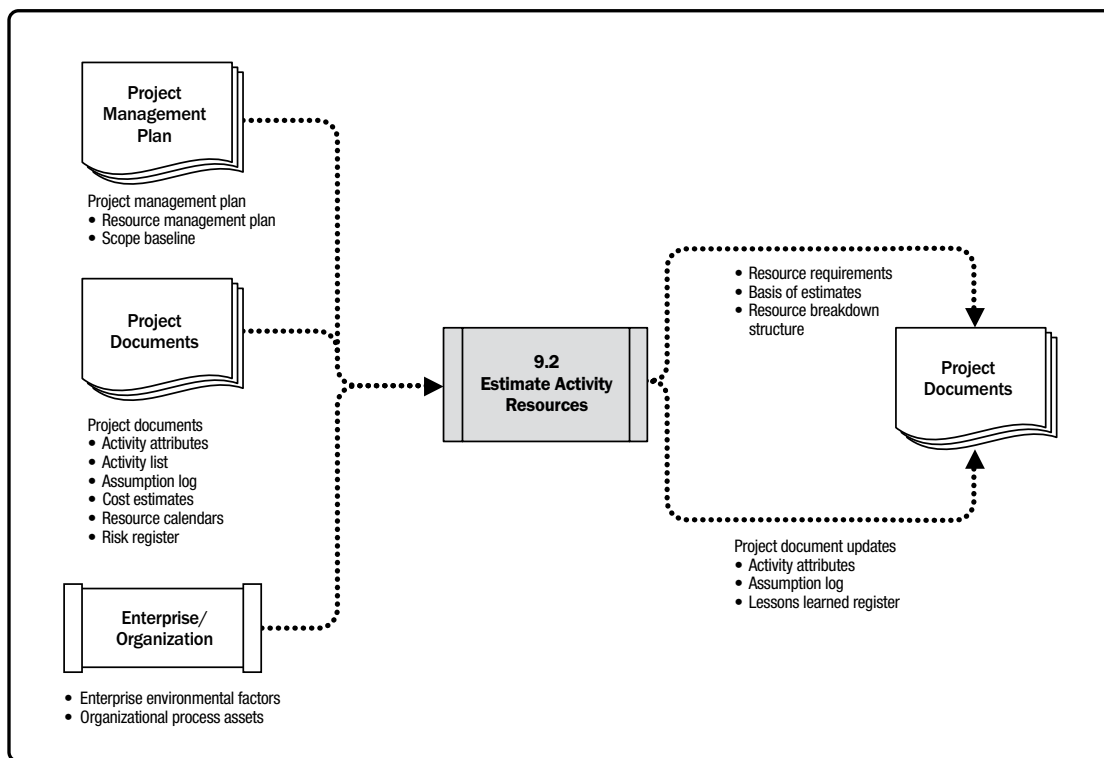 Project
Management
Plan
Project management plan
• Resource management plan
• Scope baseline
Project
Documents
Project documents
• Activity attributes
• Activity list
• Assumption log
• Cost estimates
• Resource calendars
• Risk register
Enterprise/
Organization
• Enterprise environmental factors
• Organizational process assets
9.2
Estimate Activity
Resources
• Resource requirements
• Basis of estimates
• Resource breakdown
structure
Project
Documents
Project document updates
• Activity attributes
• Assumption log
• Lessons learned register